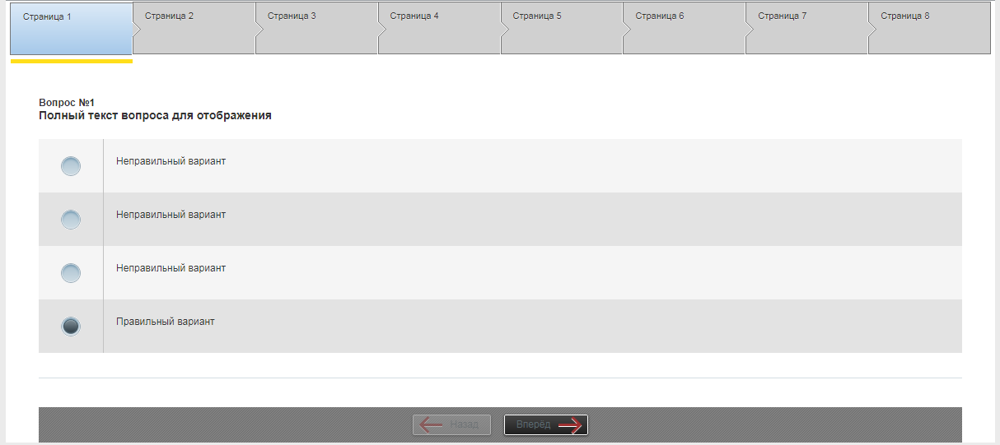 Страница 1
Страница 2
Страница 3
Страница 4
Страница 5
Страница 6
Страница 7
Страница 8
Вопрос №1
Полный текст вопроса для отображения
Неправильный вариант
Неправильный вариант
Неправильный вариант
Правильный вариант
Назад
Вперёд